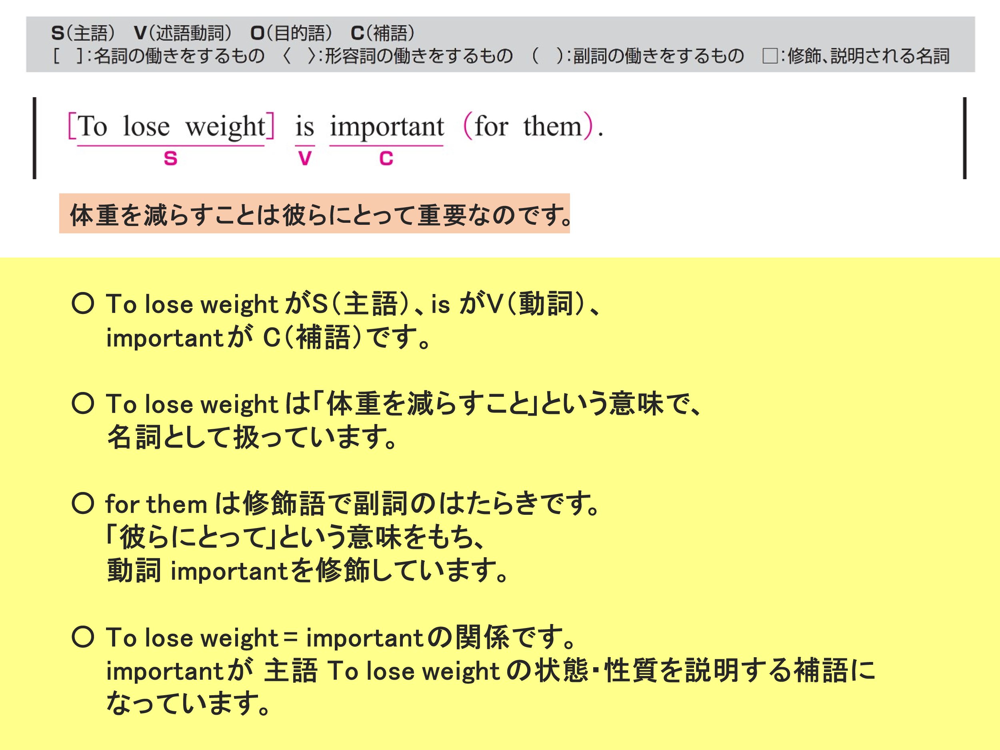 S（主語）　V（述語動詞）　O（目的語）　C（補語）
［　］：名詞の働きをするもの　〈　〉：形容詞の働きをするもの　（　）：副詞の働きをするもの　□：修飾、説明される名詞
[To lose weight] is important (for them).
S V C
体重を減らすことは彼らにとって重要なのです。
○ To lose weight がS（主語）、is がV（動詞）、
importantが C（補語）です。
○ To lose weight は「体重を減らすこと」という意味で、
名詞として扱っています。
○ for them は修飾語で副詞のはたらきです。
「彼らにとって」という意味をもち、
動詞 importantを修飾しています。
○ To lose weight = importantの関係です。
importantが 主語 To lose weight の状態・性質を説明する補語に
なっています。